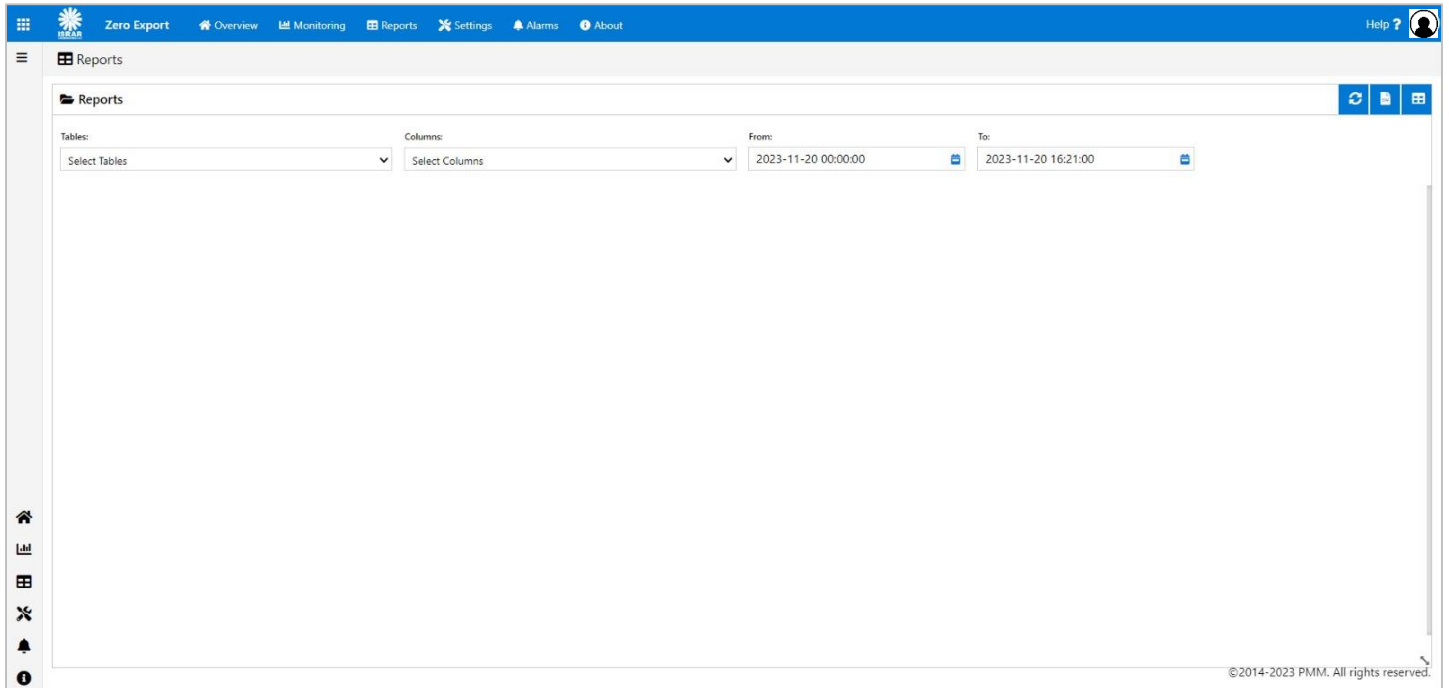 ISRAR
Zero Export Overview Monitoring Reports Settings Alarms About Help ?
Reports
Reports
Tables: Columns: From: To:
Select Tables Select Columns 2023-11-20 00:00:00 2023-11-20 16:21:00
©2014-2023 PMM. All rights reserved.